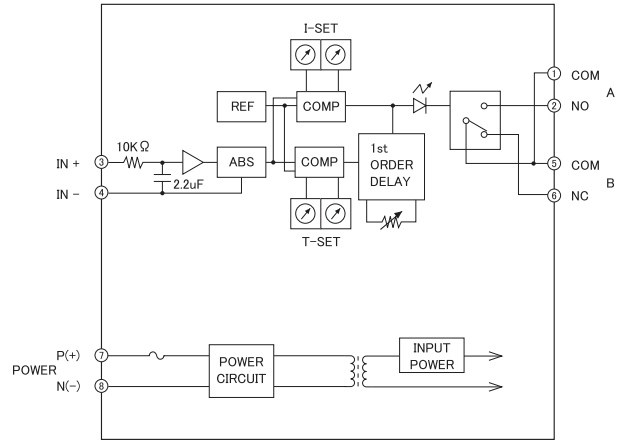 I-SET
REF
COMP
① COM
A
② NO
10KΩ
IN + ③
ABS
COMP
1st
ORDER
DELAY
2.2uF
IN - ④
⑤ COM
B
⑥ NC
T-SET
P(+) ⑦
POWER
N(-) ⑧
POWER
CIRCUIT
INPUT
POWER